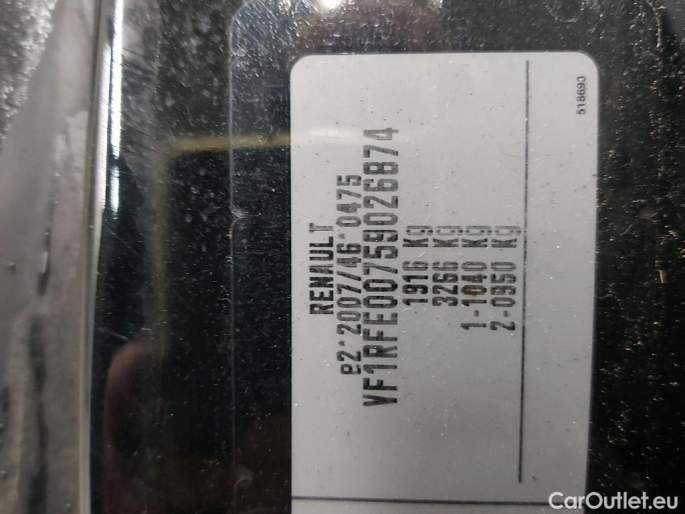 RENAULT
e2*2007/46*0475
VF1RFE00759026874
1916 Kg
3266 Kg
1-1040 Kg
2-0950 Kg
518690
CarOutlet.eu